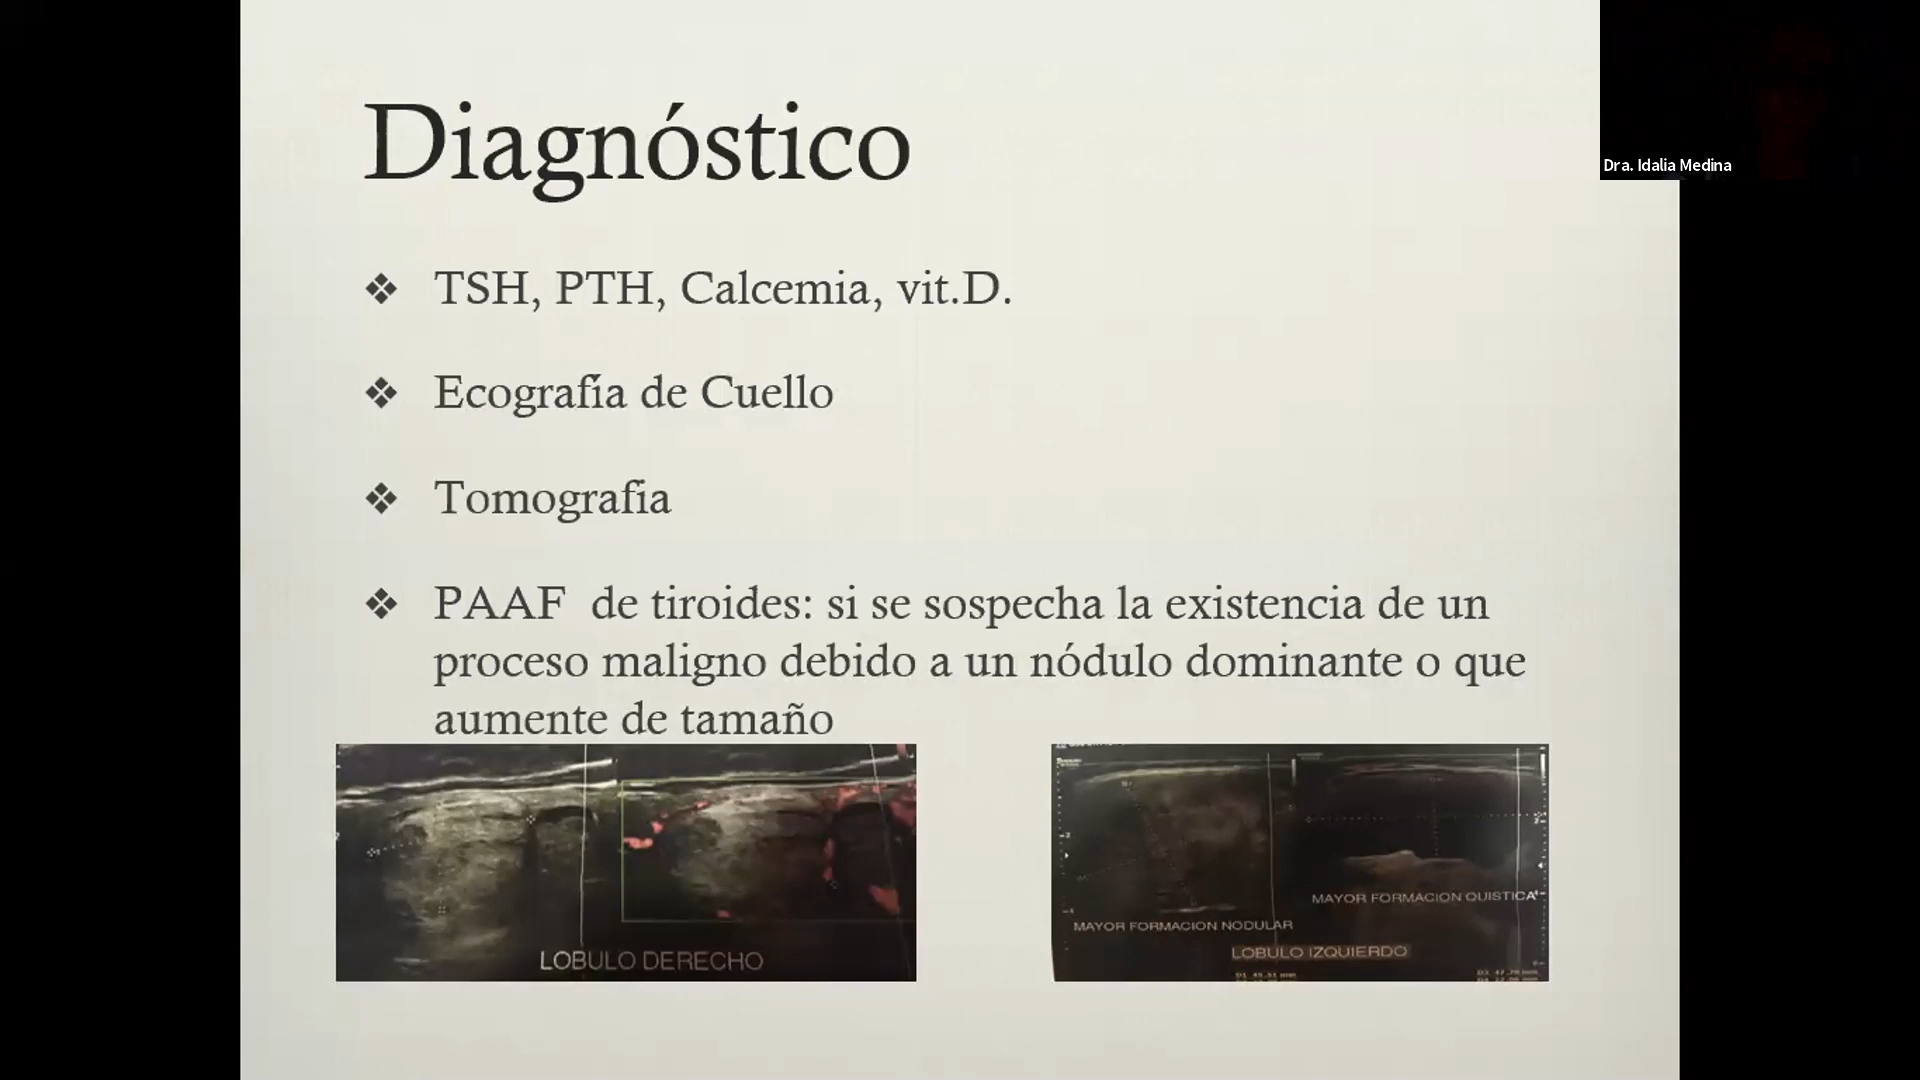 Diagnóstico
Dra. Idalia Medina
❖ TSH, PTH, Calcemia, vit.D.
❖ Ecografía de Cuello
❖ Tomografia
❖ PAAF de tiroides: si se sospecha la existencia de un
proceso maligno debido a un nódulo dominante o que
aumente de tamaño
LOBULO DERECHO
MAYOR FORMACION QUISTICA
MAYOR FORMACION NODULAR
LOBULO IZQUIERDO